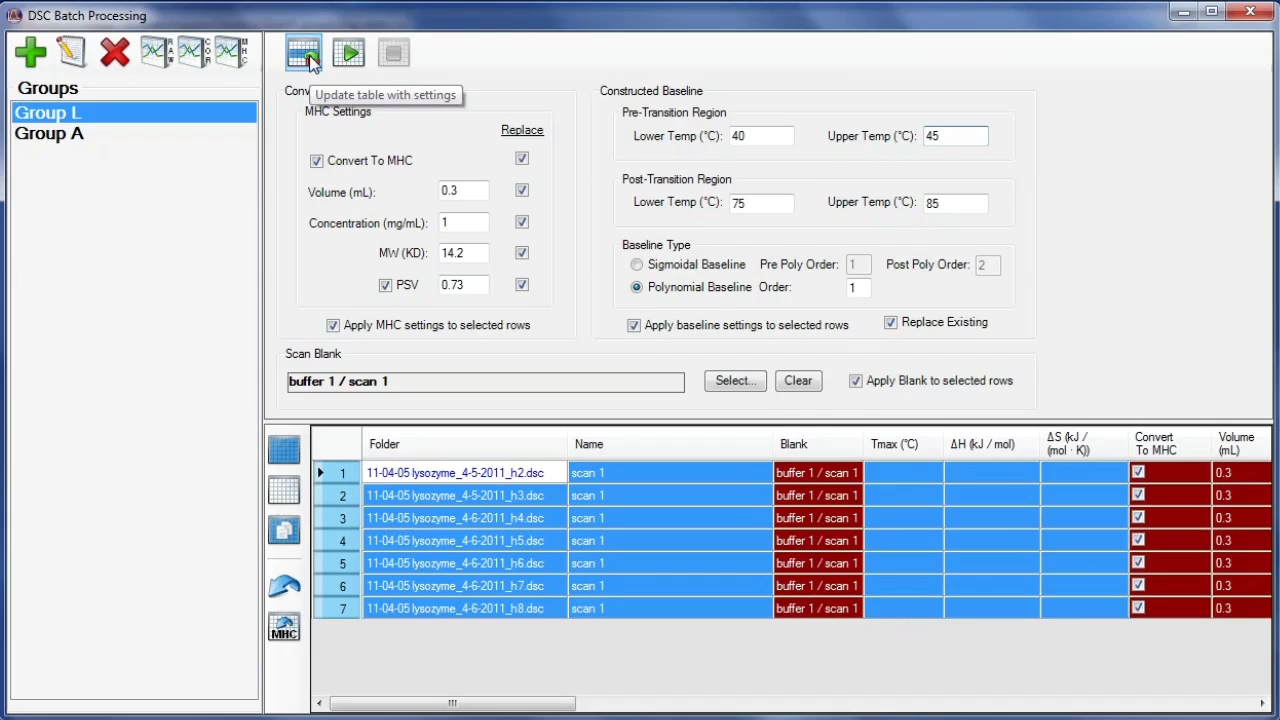 DSC Batch Processing
R A W
C O R
M H C
Groups
Group L
Group A
Update table with settings
MHC Settings
Replace
Convert To MHC
Volume (mL): 0.3
Concentration (mg/mL): 1
MW (KD): 14.2
PSV 0.73
Apply MHC settings to selected rows
Constructed Baseline
Pre-Transition Region
Lower Temp (°C): 40 Upper Temp (°C): 45
Post-Transition Region
Lower Temp (°C): 75 Upper Temp (°C): 85
Baseline Type
Sigmoidal Baseline Pre Poly Order: 1 Post Poly Order: 2
Polynomial Baseline Order: 1
Apply baseline settings to selected rows Replace Existing
Scan Blank
buffer 1 / scan 1 Select... Clear Apply Blank to selected rows
MHC
Folder Name Blank Tmax (°C) ΔH (kJ / mol) ΔS (kJ / (mol · K)) Convert To MHC Volume (mL)
1 11-04-05 lysozyme_4-5-2011_h2.dsc scan 1 buffer 1 / scan 1 0.3
2 11-04-05 lysozyme_4-5-2011_h3.dsc scan 1 buffer 1 / scan 1 0.3
3 11-04-05 lysozyme_4-6-2011_h4.dsc scan 1 buffer 1 / scan 1 0.3
4 11-04-05 lysozyme_4-6-2011_h5.dsc scan 1 buffer 1 / scan 1 0.3
5 11-04-05 lysozyme_4-6-2011_h6.dsc scan 1 buffer 1 / scan 1 0.3
6 11-04-05 lysozyme_4-6-2011_h7.dsc scan 1 buffer 1 / scan 1 0.3
7 11-04-05 lysozyme_4-6-2011_h8.dsc scan 1 buffer 1 / scan 1 0.3